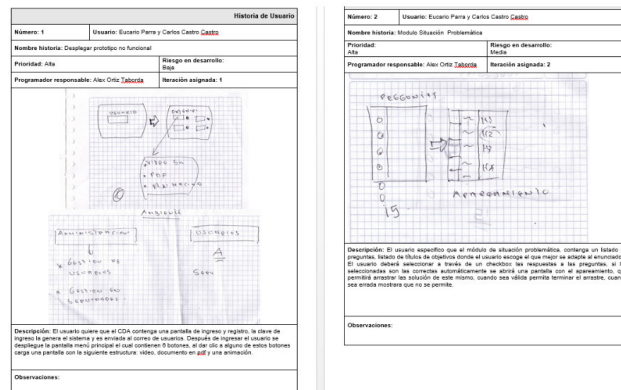 Historia de Usuario
Número: 1 Usuario: Eucario Parra y Carlos Castro Castro
Nombre historia: Desplegar prototipo no funcional
Prioridad: Alta Riesgo en desarrollo:
Baja
Programador responsable: Alex Ortiz Taborda Iteración asignada: 1
VIDEO
PDF
USUARIOS
Descripción: El usuario quiere que el CDA contenga una pantalla de ingreso y registro, la clave de
ingreso la genera el sistema y es enviada al correo de usuarios. Después de ingresar el usuario se
despliegue la pantalla menú principal el cual contienen 6 botones, al dar clic a alguno de estos botones
carga una pantalla con la siguiente estructura: video, documento en pdf y una animación.
Observaciones:
Número: 2 Usuario: Eucario Parra y Carlos Castro Castro
Nombre historia: Modulo Situación Problemática
Prioridad: Riesgo en desarrollo:
Alta Media
Programador responsable: Alex Ortiz Taborda Iteración asignada: 2
APAREAMIENTO
15
Descripción: El usuario especifico que el módulo de situación problemática, contenga un listado
preguntas, listado de títulos de objetivos donde el usuario escoge el que mejor se adapte al enunciado
El usuario deberá seleccionar a través de un checkbox las respuestas a las preguntas, si
seleccionadas son las correctas automáticamente se abrirá una pantalla con el apareamiento, q
permitirá arrastrar las solución de este mismo, cuando sea válida permita terminar el arrastre, cuan
sea errada mostrara que no se permite.
Observaciones: